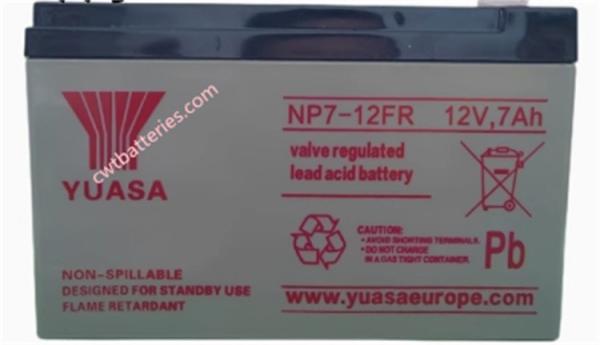 NP7-12FR 12V,7Ah
cwtbatteries.com
YUASA
valve regulated
lead acid battery
CAUTION:
• AVOID SHORTING TERMINALS.
• DO NOT CHARGE
IN A GAS TIGHT CONTAINER.
Pb
NON-SPILLABLE
DESIGNED FOR STANDBY USE
FLAME RETARDANT
www.yuasaeurope.com